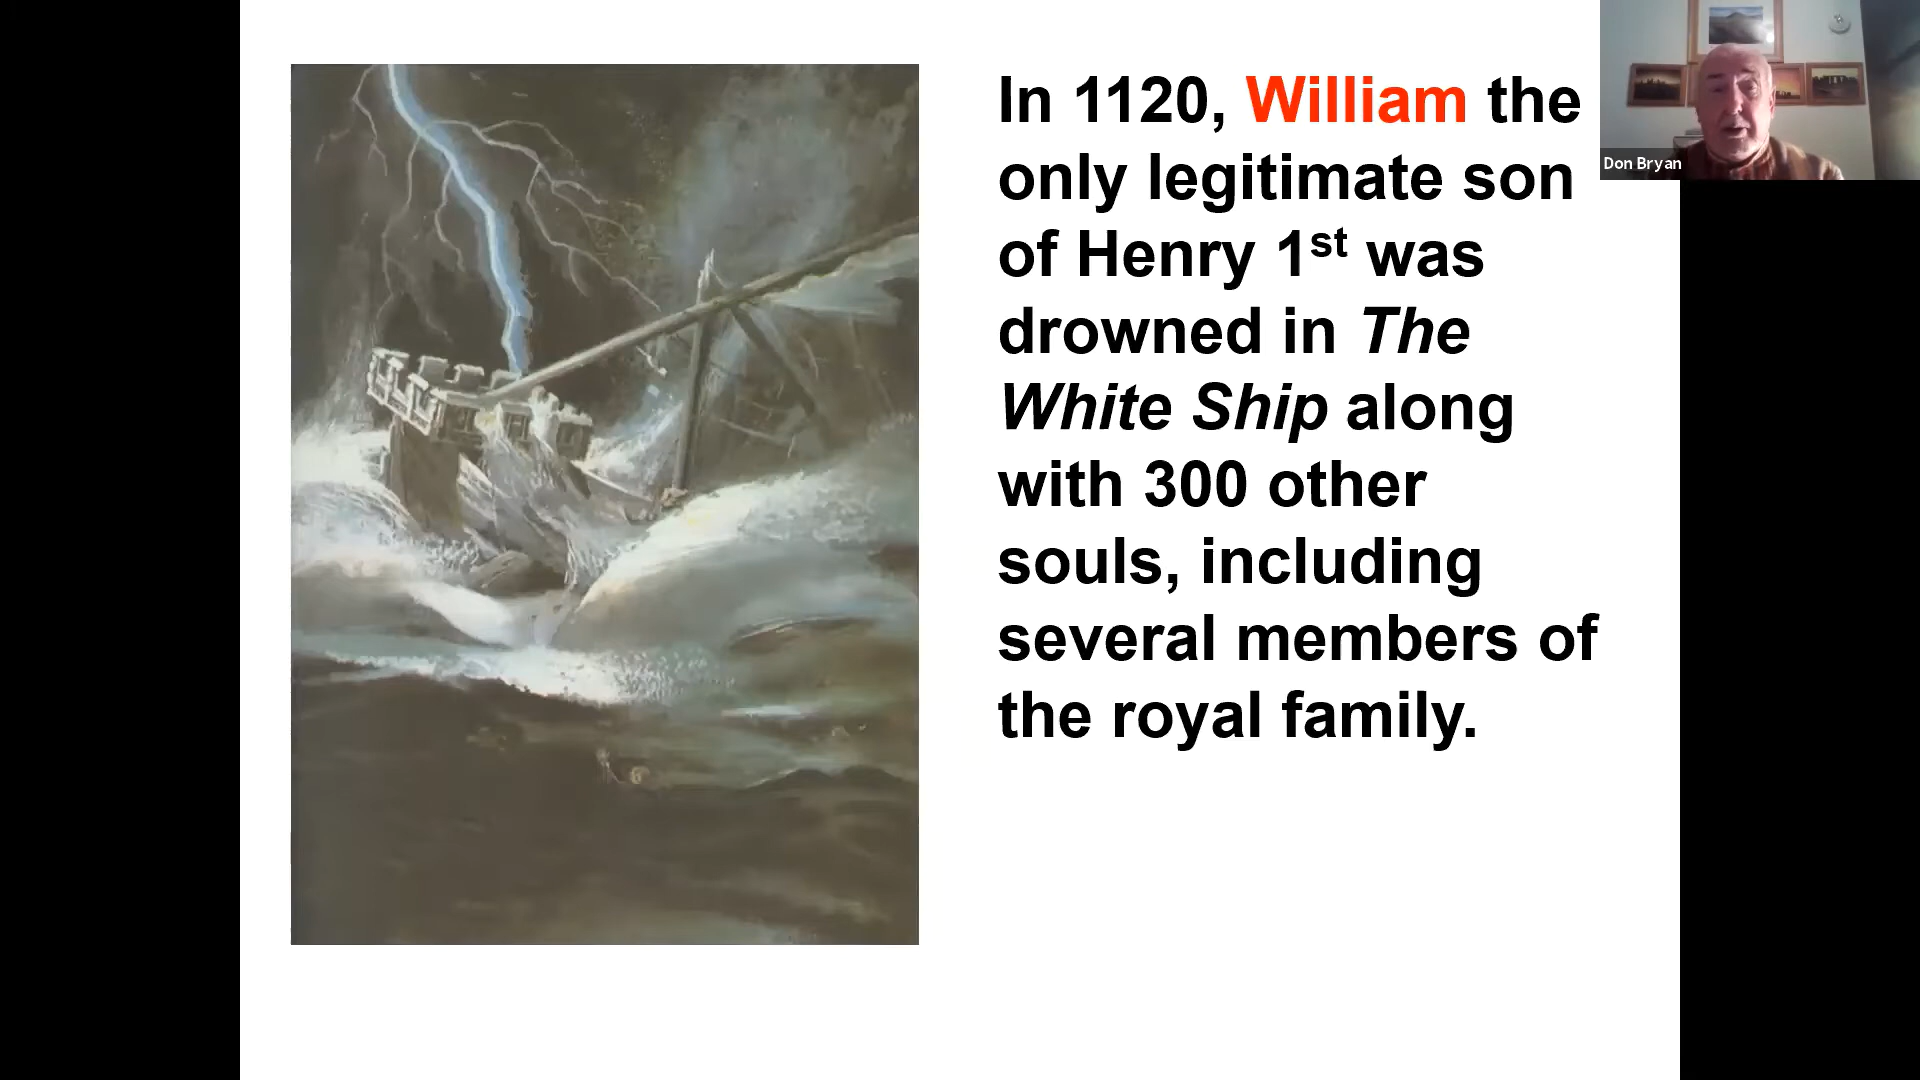 In 1120, William the
only legitimate son
of Henry 1st was
drowned in The
White Ship along
with 300 other
souls, including
several members of
the royal family.
Don Bryan